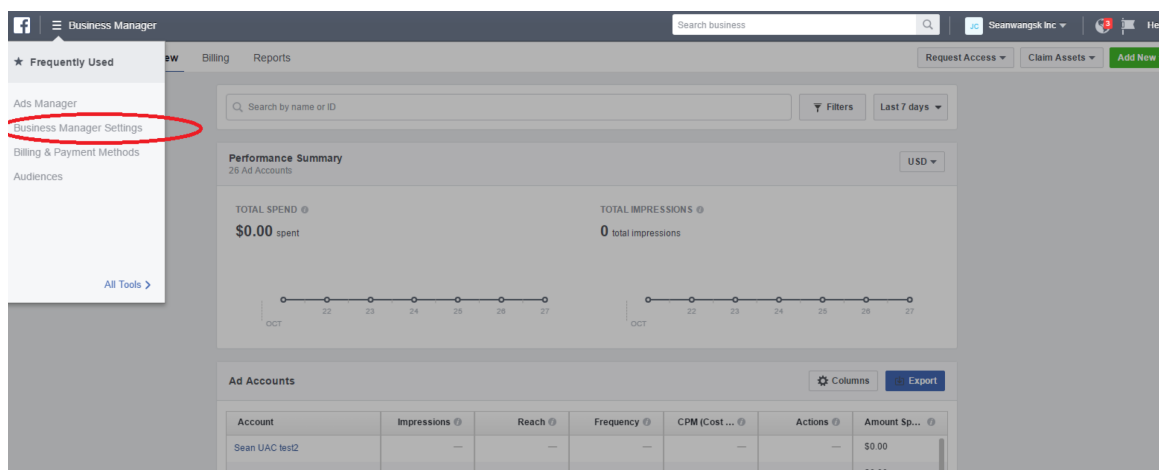 f Business Manager
Search business
JC Seanwangsk Inc
3
He
Frequently Used
Ads Manager
Business Manager Settings
Billing & Payment Methods
Audiences
All Tools
ew Billing Reports
Request Access
Claim Assets
Add New
Search by name or ID
Filters
Last 7 days
Performance Summary
26 Ad Accounts
USD
TOTAL SPEND
$0.00 spent
OCT 22 23 24 25 26 27
TOTAL IMPRESSIONS
0 total impressions
OCT 22 23 24 25 26 27
Ad Accounts
Columns
Export
Account Impressions Reach Frequency CPM (Cost ... Actions Amount Sp...
Sean UAC test2 — — — — — $0.00